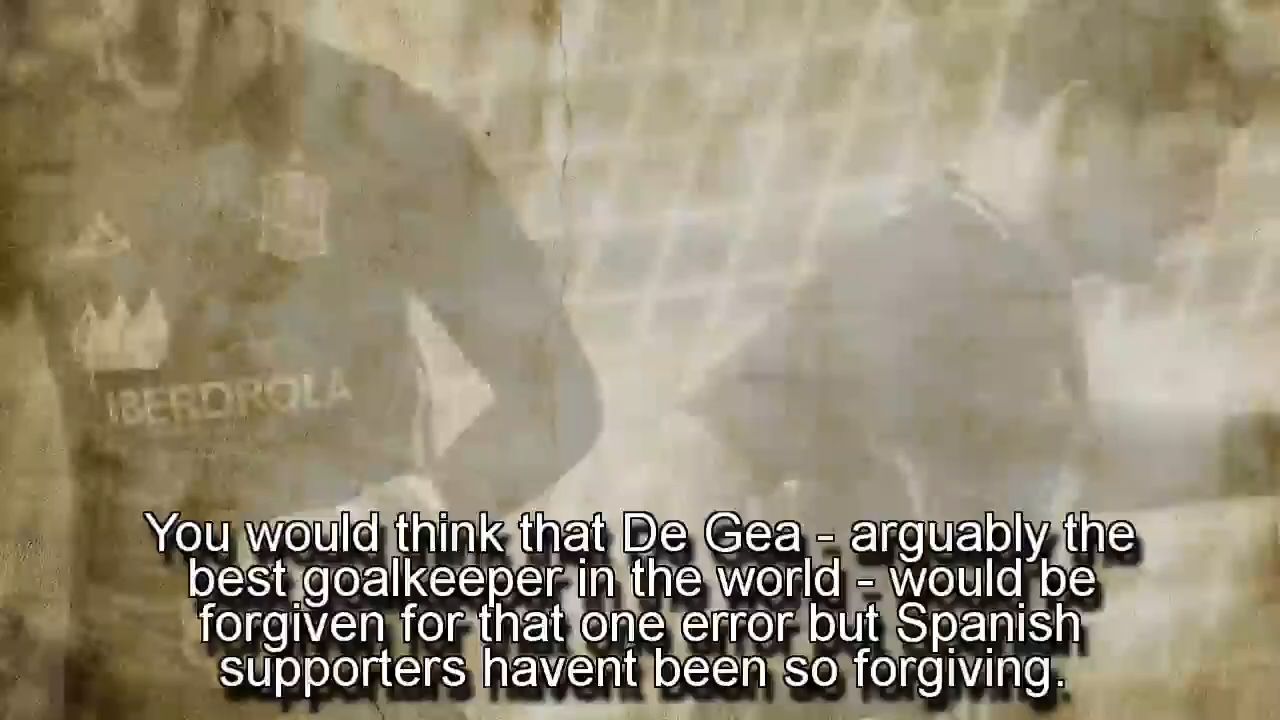 IBERDROLA
You would think that De Gea - arguably the
best goalkeeper in the world - would be
forgiven for that one error but Spanish
supporters havent been so forgiving.